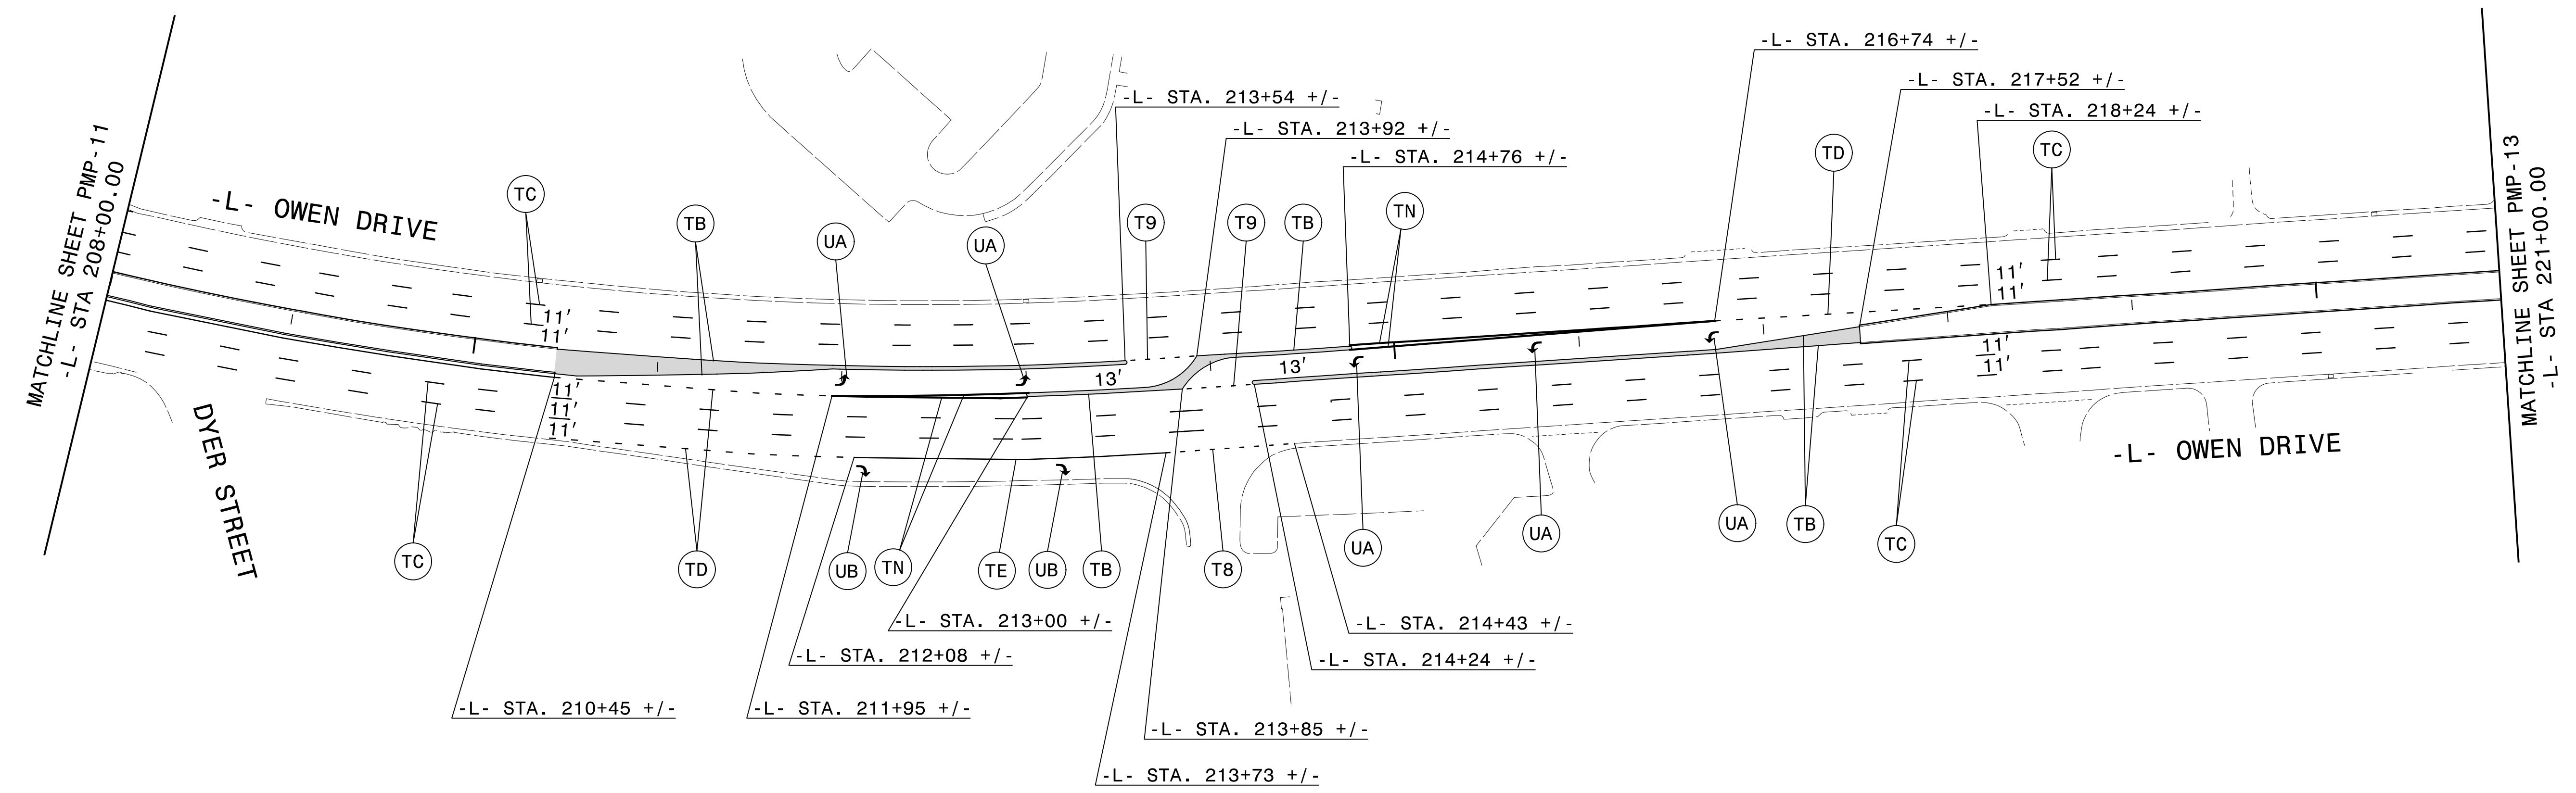 -L- STA. 216+74 +/-
-L- STA. 217+52 +/-
-L- STA. 213+54 +/-
-L- STA. 218+24 +/-
-L- STA. 213+92 +/-
-L- STA. 214+76 +/-
MATCHLINE SHEET PMP-11
-L- STA 208+00.00
MATCHLINE SHEET PMP-13
-L- STA 221+00.00
-L- OWEN DRIVE
TC
TB
UA
UA
T9
T9
TB
TN
TD
TC
11'
11'
11'
11'
11'
13'
13'
11'
11'
11'
11'
DYER STREET
-L- OWEN DRIVE
TC
TD
UB
TN
TE
UB
TB
T8
UA
UA
UA
TB
TC
-L- STA. 213+00 +/-
-L- STA. 214+43 +/-
-L- STA. 212+08 +/-
-L- STA. 214+24 +/-
-L- STA. 210+45 +/-
-L- STA. 211+95 +/-
-L- STA. 213+85 +/-
-L- STA. 213+73 +/-